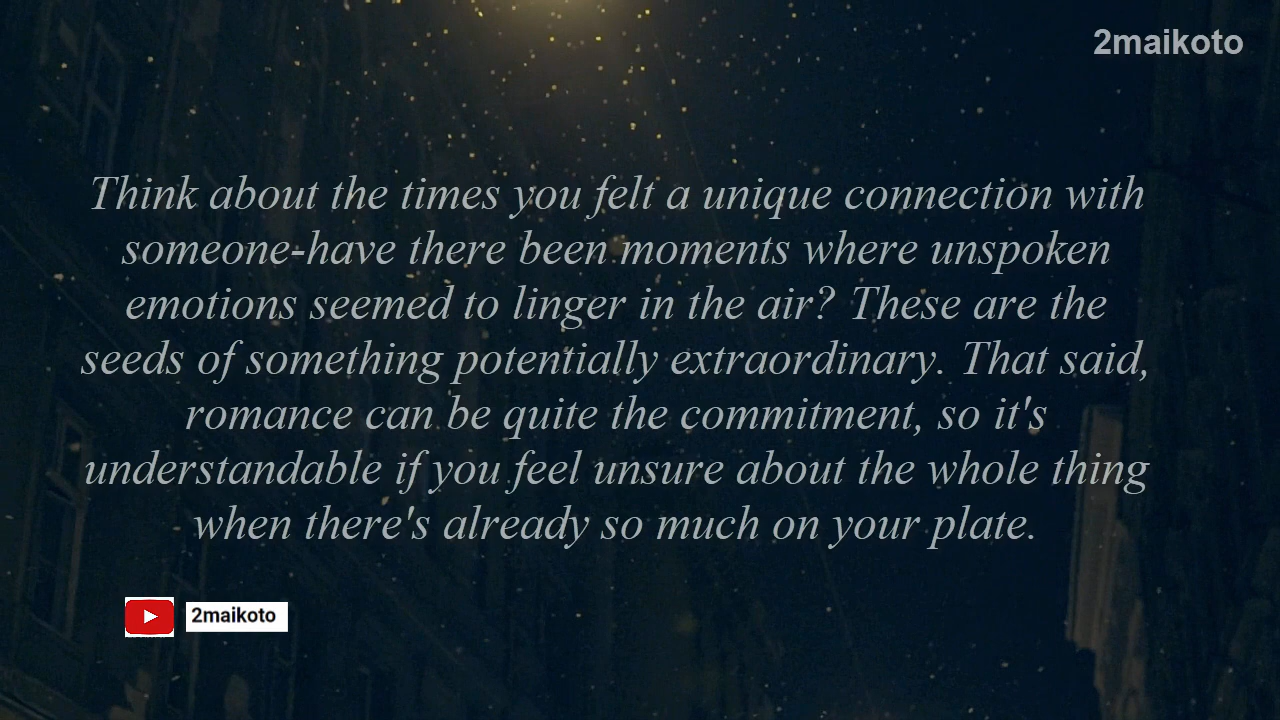 2maikoto
Think about the times you felt a unique connection with
someone-have there been moments where unspoken
emotions seemed to linger in the air? These are the
seeds of something potentially extraordinary. That said,
romance can be quite the commitment, so it's
understandable if you feel unsure about the whole thing
when there's already so much on your plate.
2maikoto